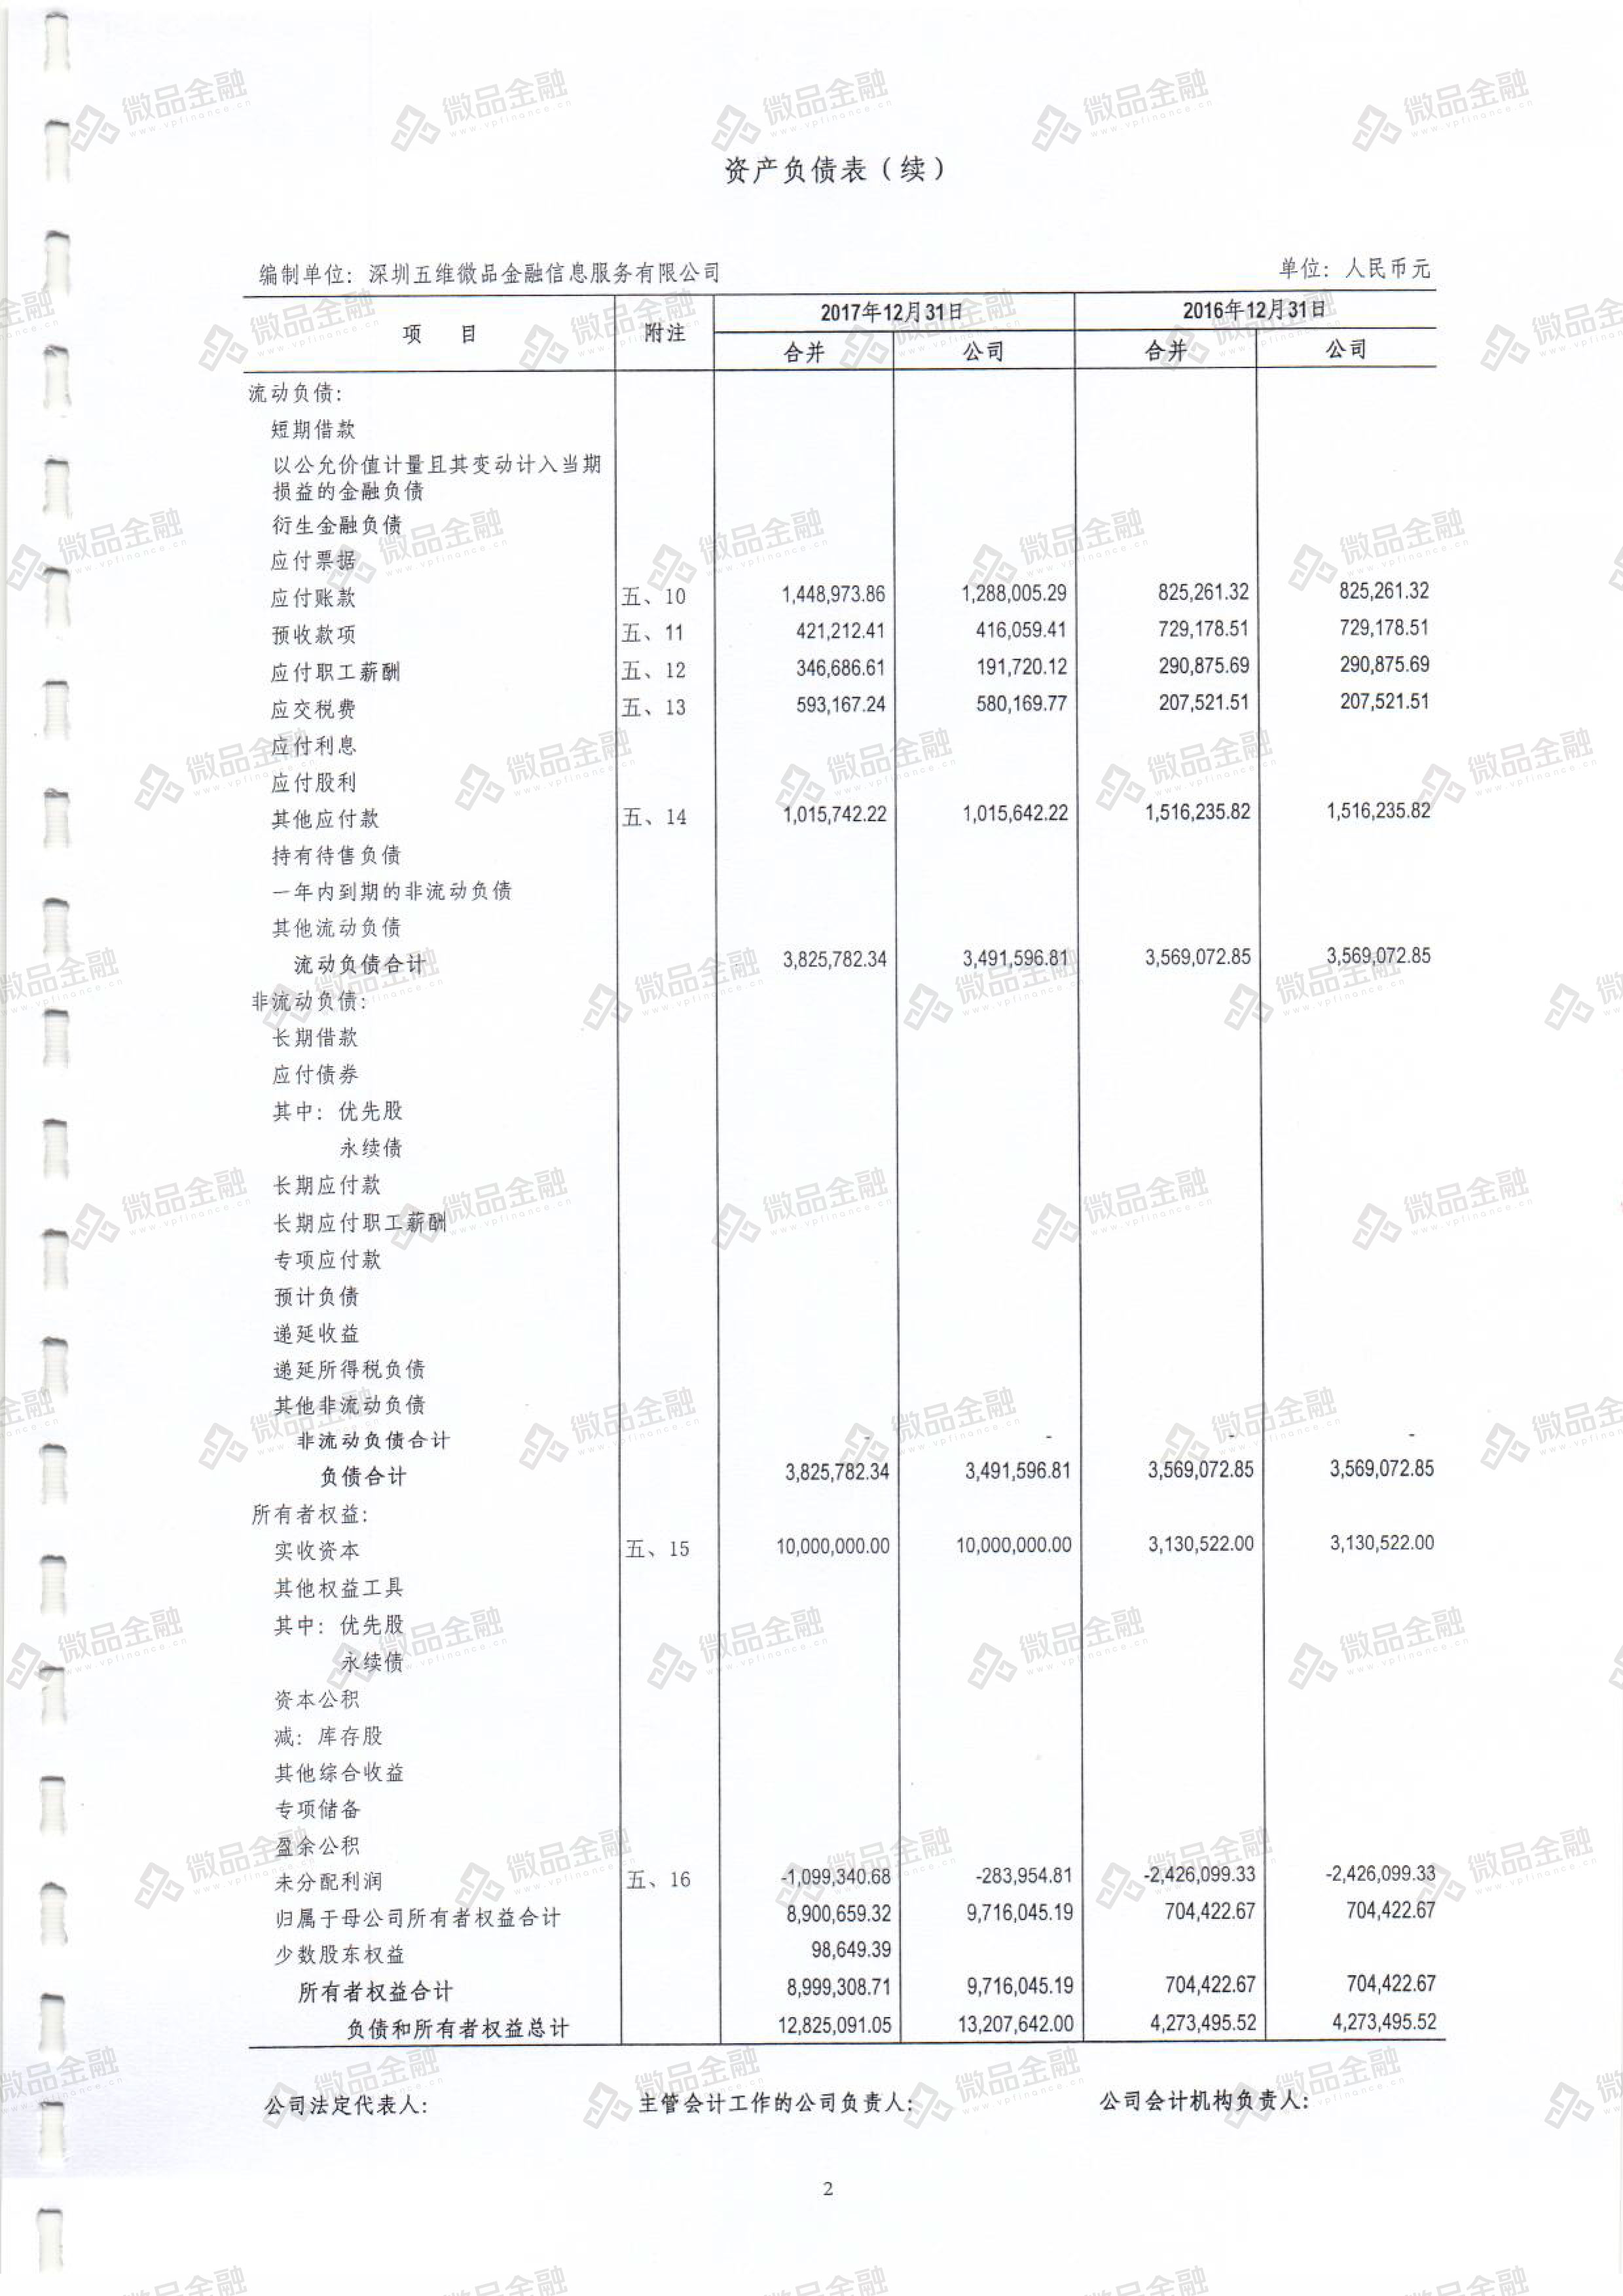 资产负债表（续）
编制单位：深圳五维微品金融信息服务有限公司 单位：人民币元
项 目 附注 2017年12月31日 2016年12月31日
合并 公司 合并 公司
流动负债：
短期借款
以公允价值计量且其变动计入当期
损益的金融负债
衍生金融负债
应付票据
应付账款 五、10 1,448,973.86 1,288,005.29 825,261.32 825,261.32
预收款项 五、11 421,212.41 416,059.41 729,178.51 729,178.51
应付职工薪酬 五、12 346,686.61 191,720.12 290,875.69 290,875.69
应交税费 五、13 593,167.24 580,169.77 207,521.51 207,521.51
应付利息
应付股利
其他应付款 五、14 1,015,742.22 1,015,642.22 1,516,235.82 1,516,235.82
持有待售负债
一年内到期的非流动负债
其他流动负债
流动负债合计 3,825,782.34 3,491,596.81 3,569,072.85 3,569,072.85
非流动负债：
长期借款
应付债券
其中：优先股
永续债
长期应付款
长期应付职工薪酬
专项应付款
预计负债
递延收益
递延所得税负债
其他非流动负债
非流动负债合计 - - - -
负债合计 3,825,782.34 3,491,596.81 3,569,072.85 3,569,072.85
所有者权益：
实收资本 五、15 10,000,000.00 10,000,000.00 3,130,522.00 3,130,522.00
其他权益工具
其中：优先股
永续债
资本公积
减：库存股
其他综合收益
专项储备
盈余公积
未分配利润 五、16 -1,099,340.68 -283,954.81 -2,426,099.33 -2,426,099.33
归属于母公司所有者权益合计 8,900,659.32 9,716,045.19 704,422.67 704,422.67
少数股东权益 98,649.39
所有者权益合计 8,999,308.71 9,716,045.19 704,422.67 704,422.67
负债和所有者权益总计 12,825,091.05 13,207,642.00 4,273,495.52 4,273,495.52
公司法定代表人： 主管会计工作的公司负责人： 公司会计机构负责人：
2
微品金融
www.vpfinance.cn